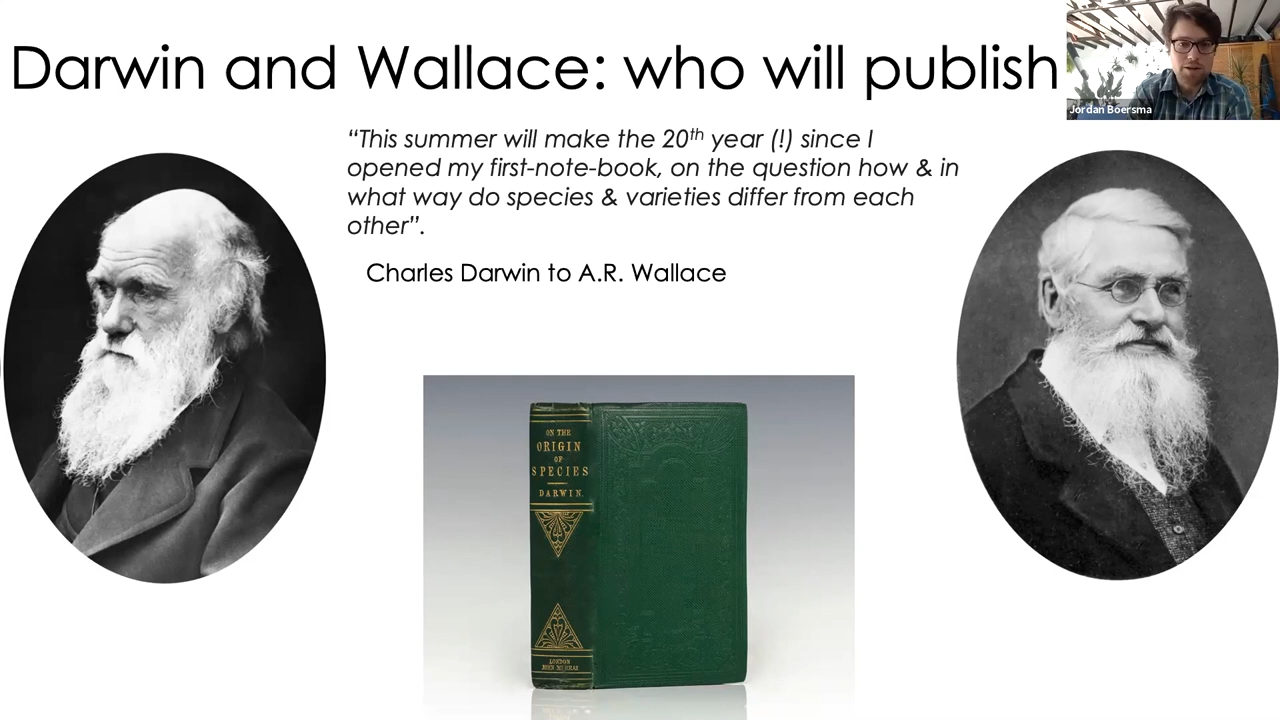 Darwin and Wallace: who will publish
Jordan Boersma
“This summer will make the 20th year (!) since I
opened my first-note-book, on the question how & in
what way do species & varieties differ from each
other”.
Charles Darwin to A.R. Wallace
ON THE
ORIGIN
OF
SPECIES
DARWIN.
LONDON
JOHN MURRAY